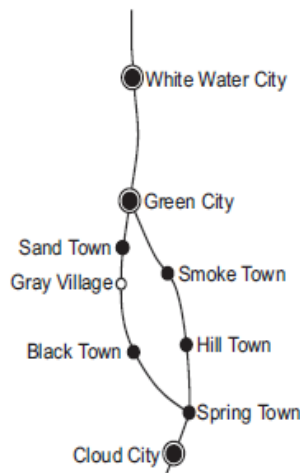 White Water City
Green City
Sand Town
Smoke Town
Gray Village
Hill Town
Black Town
Spring Town
Cloud City